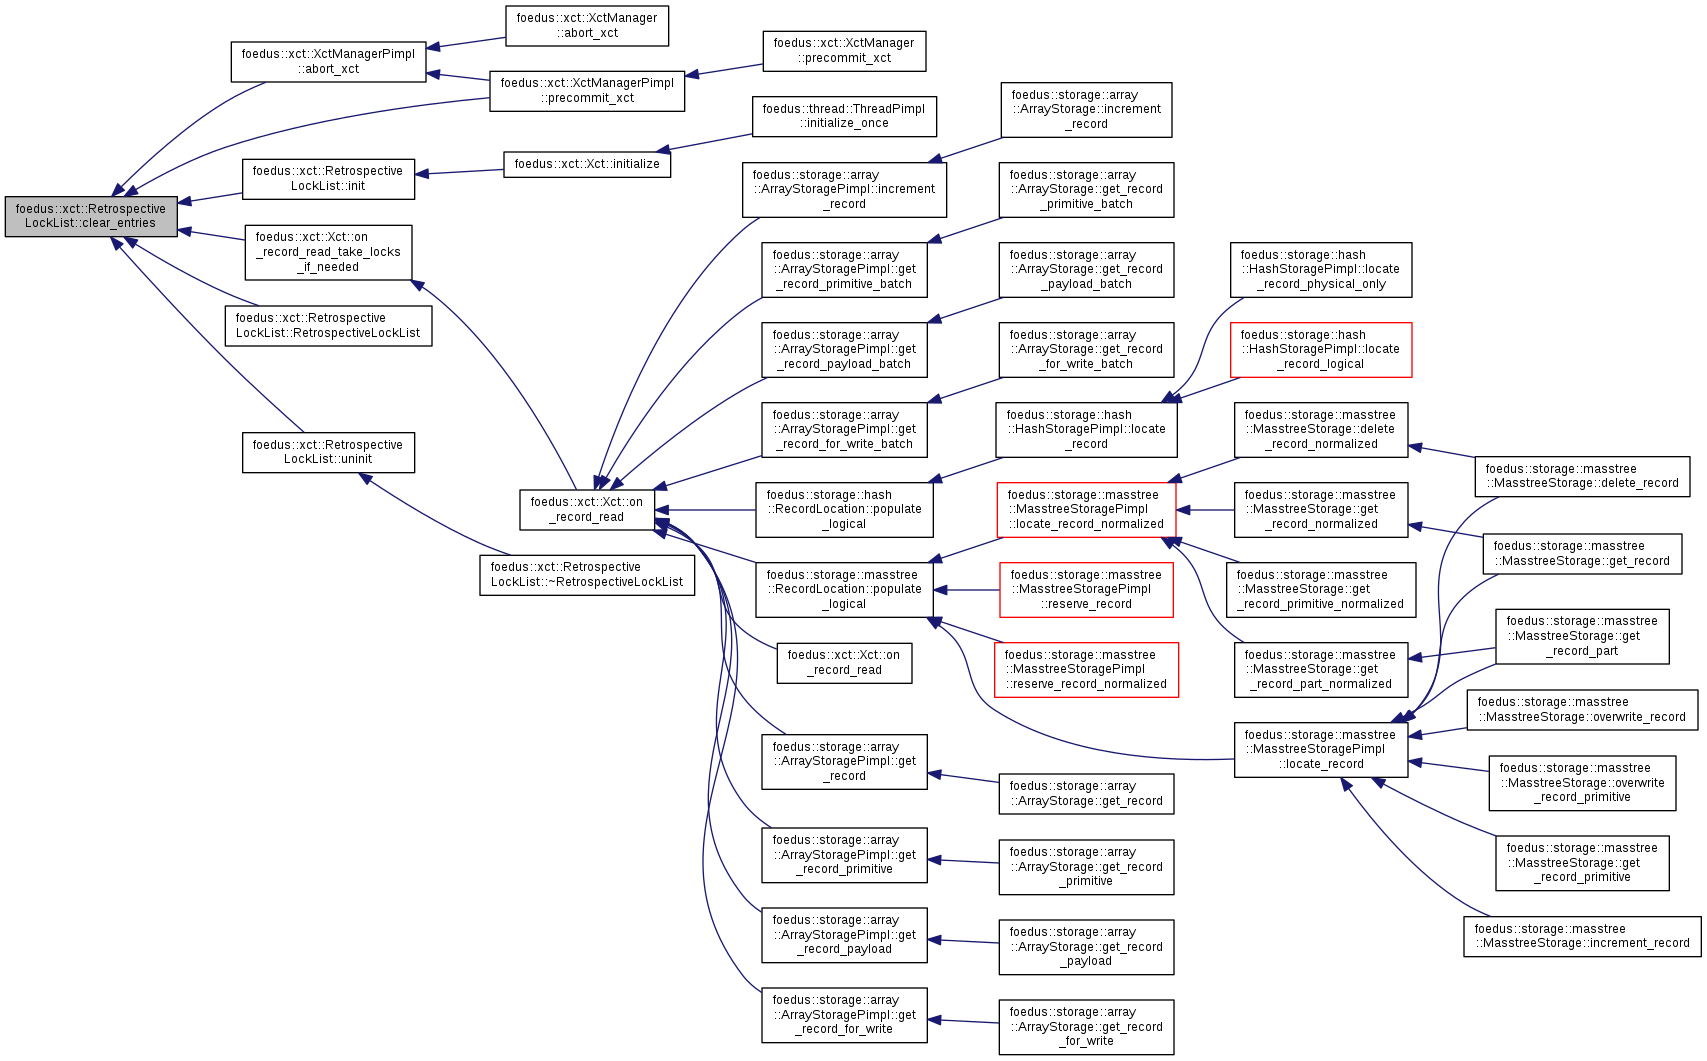 foedus::xct::Retrospective
LockList::clear_entries
foedus::xct::XctManagerPimpl
::abort_xct
foedus::xct::XctManager
::abort_xct
foedus::xct::XctManagerPimpl
::precommit_xct
foedus::xct::XctManager
::precommit_xct
foedus::xct::Retrospective
LockList::init
foedus::xct::Xct::initialize
foedus::thread::ThreadPimpl
::initialize_once
foedus::xct::Xct::on
_record_read_take_locks
_if_needed
foedus::xct::Retrospective
LockList::RetrospectiveLockList
foedus::xct::Retrospective
LockList::uninit
foedus::xct::Retrospective
LockList::~RetrospectiveLockList
foedus::xct::Xct::on
_record_read
foedus::storage::array
::ArrayStoragePimpl::increment
_record
foedus::storage::array
::ArrayStorage::increment
_record
foedus::storage::array
::ArrayStoragePimpl::get
_record_primitive_batch
foedus::storage::array
::ArrayStorage::get_record
_primitive_batch
foedus::storage::array
::ArrayStoragePimpl::get
_record_payload_batch
foedus::storage::array
::ArrayStorage::get_record
_payload_batch
foedus::storage::array
::ArrayStoragePimpl::get
_record_for_write_batch
foedus::storage::array
::ArrayStorage::get_record
_for_write_batch
foedus::storage::hash
::RecordLocation::populate
_logical
foedus::storage::hash
::HashStoragePimpl::locate
_record
foedus::storage::hash
::HashStoragePimpl::locate
_record_physical_only
foedus::storage::hash
::HashStoragePimpl::locate
_record_logical
foedus::storage::masstree
::RecordLocation::populate
_logical
foedus::storage::masstree
::MasstreeStoragePimpl
::locate_record_normalized
foedus::storage::masstree
::MasstreeStoragePimpl
::reserve_record
foedus::storage::masstree
::MasstreeStoragePimpl
::reserve_record_normalized
foedus::storage::masstree
::MasstreeStorage::delete
_record_normalized
foedus::storage::masstree
::MasstreeStorage::get
_record_normalized
foedus::storage::masstree
::MasstreeStorage::get
_record_primitive_normalized
foedus::storage::masstree
::MasstreeStorage::get
_record_part_normalized
foedus::storage::masstree
::MasstreeStoragePimpl
::locate_record
foedus::storage::masstree
::MasstreeStorage::delete_record
foedus::storage::masstree
::MasstreeStorage::get_record
foedus::storage::masstree
::MasstreeStorage::get
_record_part
foedus::storage::masstree
::MasstreeStorage::overwrite_record
foedus::storage::masstree
::MasstreeStorage::overwrite
_record_primitive
foedus::storage::masstree
::MasstreeStorage::get
_record_primitive
foedus::storage::masstree
::MasstreeStorage::increment_record
foedus::xct::Xct::on
_record_read
foedus::storage::array
::ArrayStoragePimpl::get
_record
foedus::storage::array
::ArrayStorage::get_record
foedus::storage::array
::ArrayStoragePimpl::get
_record_primitive
foedus::storage::array
::ArrayStorage::get_record
_primitive
foedus::storage::array
::ArrayStoragePimpl::get
_record_payload
foedus::storage::array
::ArrayStorage::get_record
_payload
foedus::storage::array
::ArrayStoragePimpl::get
_record_for_write
foedus::storage::array
::ArrayStorage::get_record
_for_write